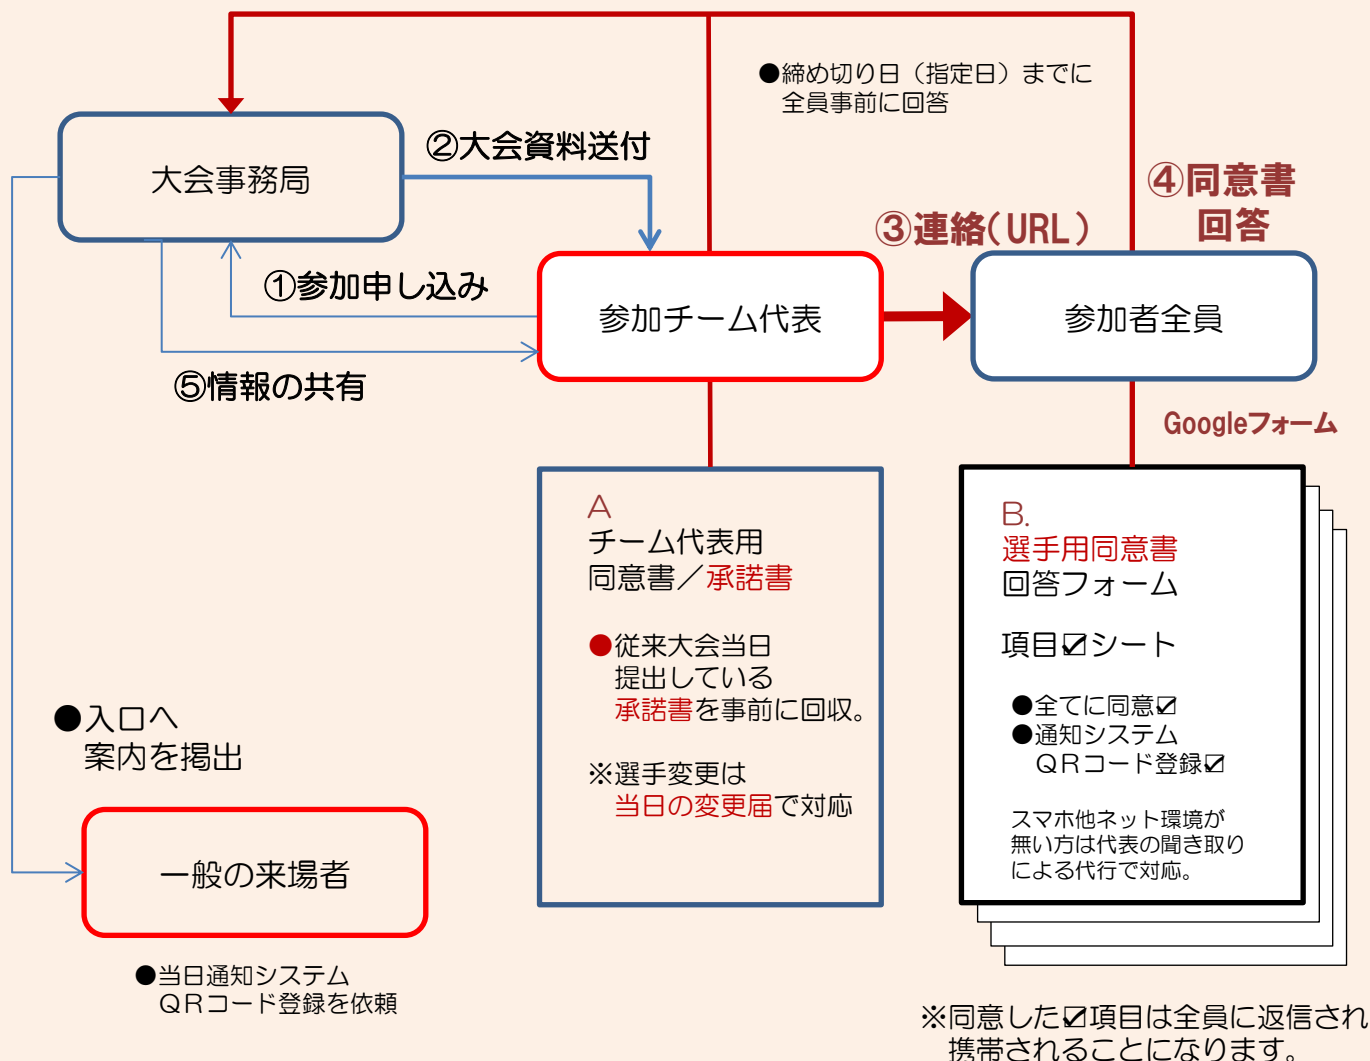 ●締め切り日（指定日）までに
全員事前に回答
②大会資料送付
大会事務局
④同意書
回答
③連絡(URL)
①参加申し込み
参加チーム代表
参加者全員
⑤情報の共有
Googleフォーム
A
チーム代表用
同意書／承諾書
●従来大会当日
提出している
承諾書を事前に回収。
※選手変更は
当日の変更届で対応
B.
選手用同意書
回答フォーム
項目☑シート
●全てに同意☑
●通知システム
ＱＲコード登録☑
スマホ他ネット環境が
無い方は代表の聞き取り
による代行で対応。
●入口へ
案内を掲出
一般の来場者
●当日通知システム
ＱＲコード登録を依頼
※同意した☑項目は全員に返信され
携帯されることになります。